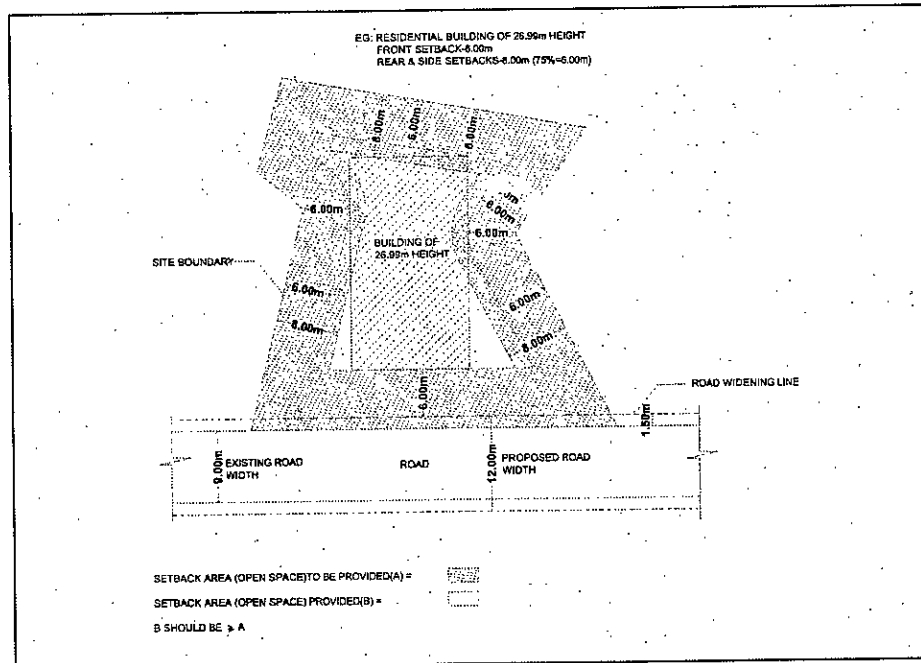 EG: RESIDENTIAL BUILDING OF 26.99m HEIGHT
FRONT SETBACK-6.00m
REAR & SIDE SETBACKS-8.00m (75%=6.00m)
6.00m
6.00m
6.00m
6.00m
6.00m
6.00m
BUILDING OF
26.99m HEIGHT
SITE BOUNDARY
6.00m
6.00m
8.00m
8.00m
6.00m
ROAD WIDENING LINE
1.50m
9.00m
EXISTING ROAD
WIDTH
ROAD
12.00m
PROPOSED ROAD
WIDTH
SETBACK AREA (OPEN SPACE)TO BE PROVIDED(A) =
SETBACK AREA (OPEN SPACE) PROVIDED(B) =
B SHOULD BE ≥ A